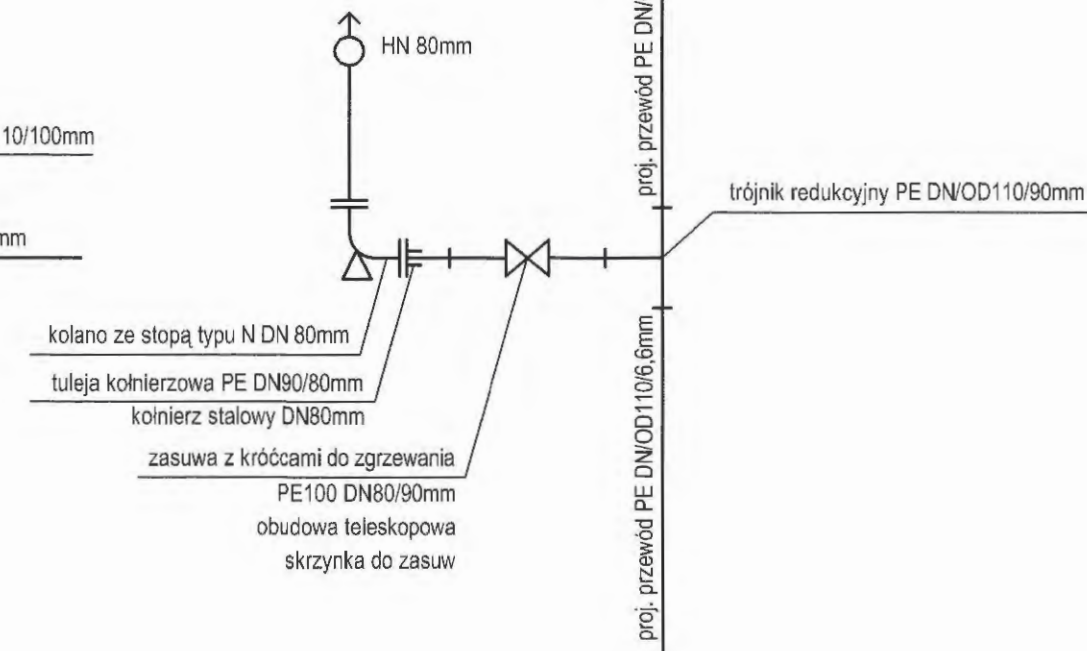 HN 80mm
proj. przewód PE DN/
10/100mm
trójnik redukcyjny PE DN/OD110/90mm
mm
kolano ze stopą typu N DN 80mm
tuleja kołnierzowa PE DN90/80mm
kołnierz stalowy DN80mm
zasuwa z króćcami do zgrzewania
PE100 DN80/90mm
obudowa teleskopowa
skrzynka do zasuw
proj. przewód PE DN/OD110/6,6mm